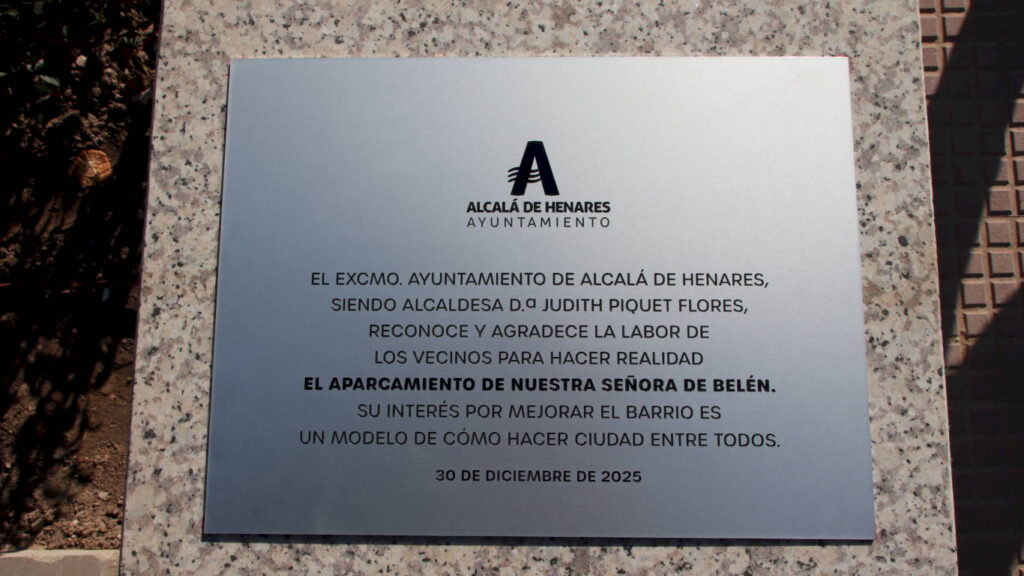 A
ALCALÁ DE HENARES
AYUNTAMIENTO
EL EXCMO. AYUNTAMIENTO DE ALCALÁ DE HENARES,
SIENDO ALCALDESA D.ª JUDITH PIQUET FLORES,
RECONOCE Y AGRADECE LA LABOR DE
LOS VECINOS PARA HACER REALIDAD
EL APARCAMIENTO DE NUESTRA SEÑORA DE BELÉN.
SU INTERÉS POR MEJORAR EL BARRIO ES
UN MODELO DE CÓMO HACER CIUDAD ENTRE TODOS.
30 DE DICIEMBRE DE 2025